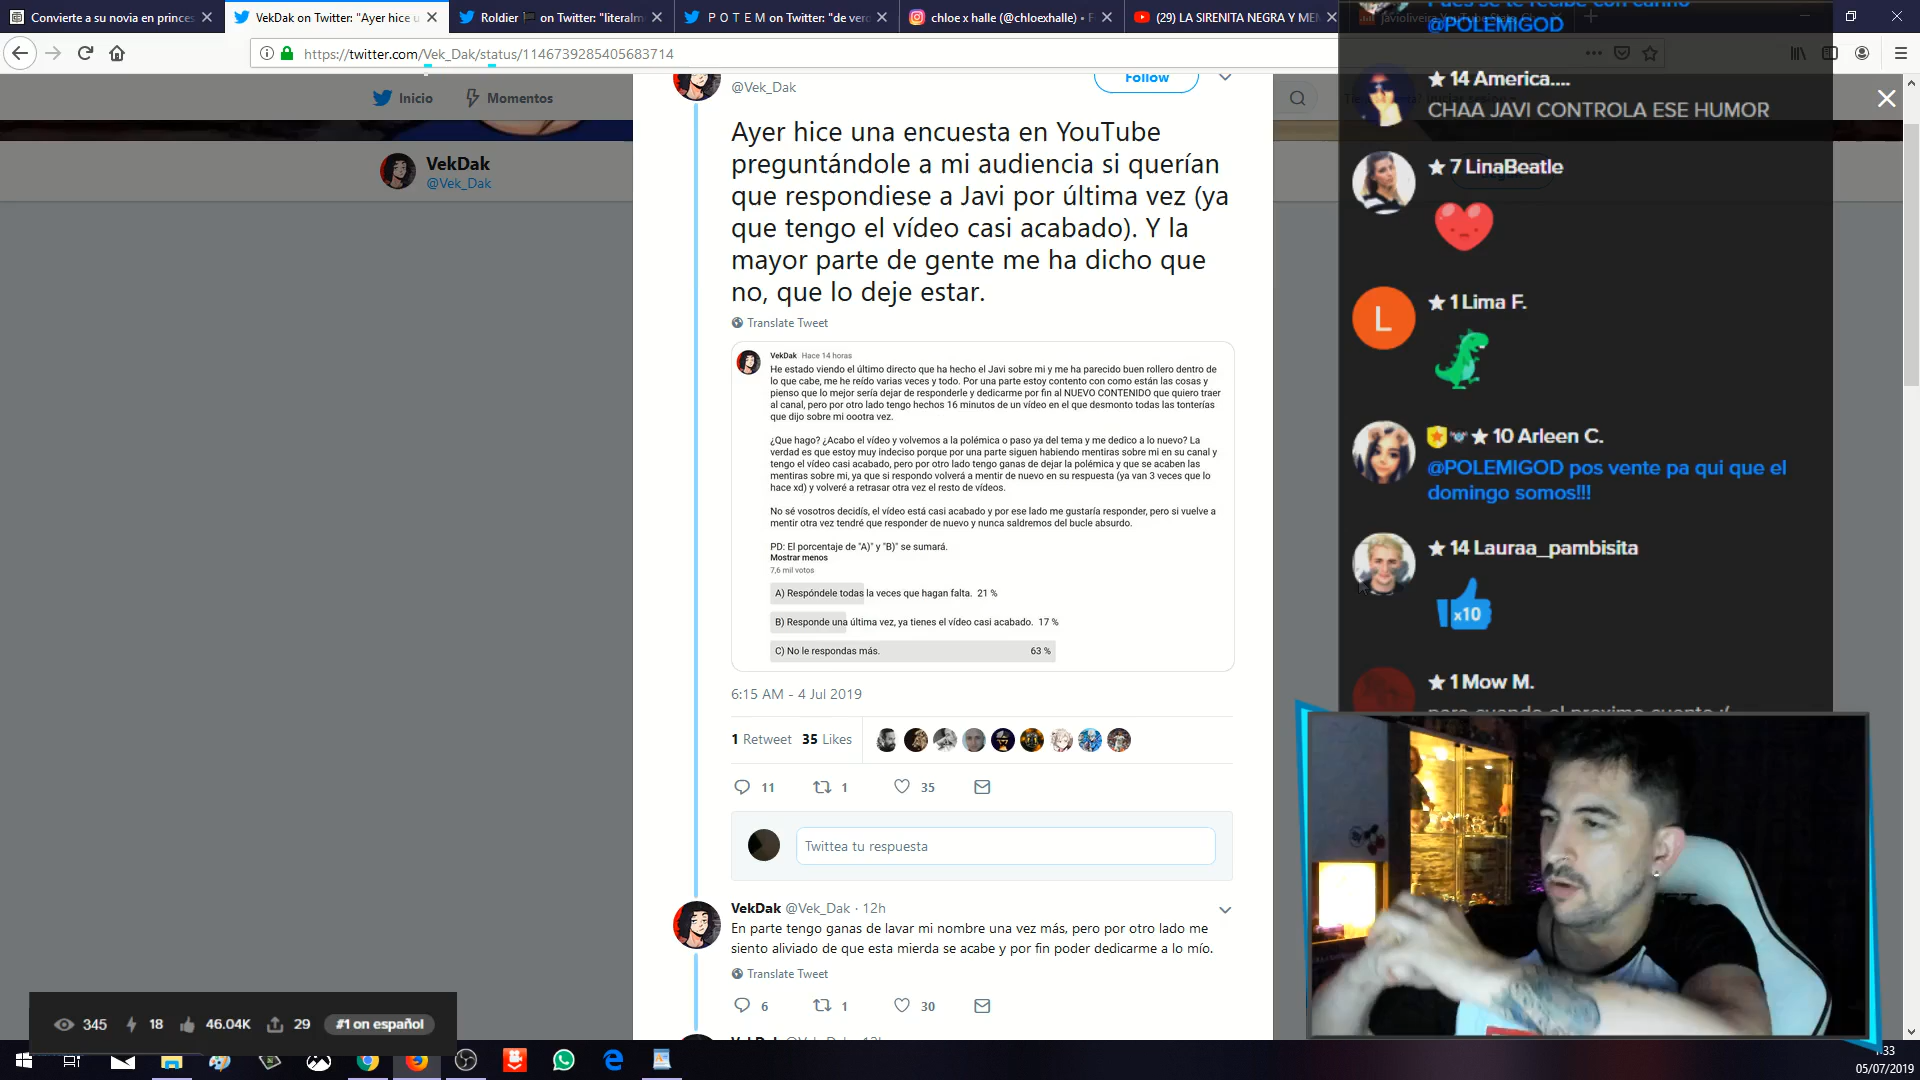 Convierte a su novia en princes
VekDak on Twitter: "Ayer hice u
Roldier 🏴 on Twitter: "literalm
P O T E M on Twitter: "de verd
chloe x halle (@chloexhalle) •
(29) LA SIRENITA NEGRA Y ME
https://twitter.com/Vek_Dak/status/1146739285405683714
Inicio
Momentos
VekDak
@Vek_Dak
@Vek_Dak
Follow
Ayer hice una encuesta en YouTube
preguntándole a mi audiencia si querían
que respondiese a Javi por última vez (ya
que tengo el vídeo casi acabado). Y la
mayor parte de gente me ha dicho que
no, que lo deje estar.
Translate Tweet
VekDak Hace 14 horas
He estado viendo el último directo que ha hecho el Javi sobre mi y me ha parecido buen rollero dentro de
lo que cabe, me he reído varias veces y todo. Por una parte estoy contento con como están las cosas y
pienso que lo mejor sería dejar de responderle y dedicarme por fin al NUEVO CONTENIDO que quiero traer
al canal, pero por otro lado tengo hechos 16 minutos de un vídeo en el que desmonto todas las tonterías
que dijo sobre mi oootra vez.
¿Que hago? ¿Acabo el vídeo y volvemos a la polémica o paso ya del tema y me dedico a lo nuevo? La
verdad es que estoy muy indeciso porque por una parte siguen habiendo mentiras sobre mi en su canal y
tengo el vídeo casi acabado, pero por otro lado tengo ganas de dejar la polémica y que se acaben las
mentiras sobre mi, ya que si respondo volverá a mentir de nuevo en su respuesta (ya van 3 veces que lo
hace xd) y volveré a retrasar otra vez el resto de vídeos.
No sé vosotros decidís, el vídeo está casi acabado y por ese lado me gustaría responder, pero si vuelve a
mentir otra vez tendré que responder de nuevo y nunca saldremos del bucle absurdo.
PD: El porcentaje de "A)" y "B)" se sumará.
Mostrar menos
7,6 mil votos
A) Respóndele todas la veces que hagan falta. 21 %
B) Responde una última vez, ya tienes el vídeo casi acabado. 17 %
C) No le respondas más. 63 %
6:15 AM - 4 Jul 2019
1 Retweet 35 Likes
11 1 35
Twittea tu respuesta
VekDak @Vek_Dak · 12h
En parte tengo ganas de lavar mi nombre una vez más, pero por otro lado me
siento aliviado de que esta mierda se acabe y por fin poder dedicarme a lo mío.
Translate Tweet
6 1 30
@POLEMIGOD
★ 14 America....
CHAA JAVI CONTROLA ESE HUMOR
★ 7 LinaBeatle
L
★ 1 Lima F.
★ 10 Arleen C.
@POLEMIGOD pos vente pa qui que el
domingo somos!!!
★ 14 Lauraa_pambisita
x10
★ 1 Mow M.
345 18 46.04K 29 #1 on español
05/07/2019